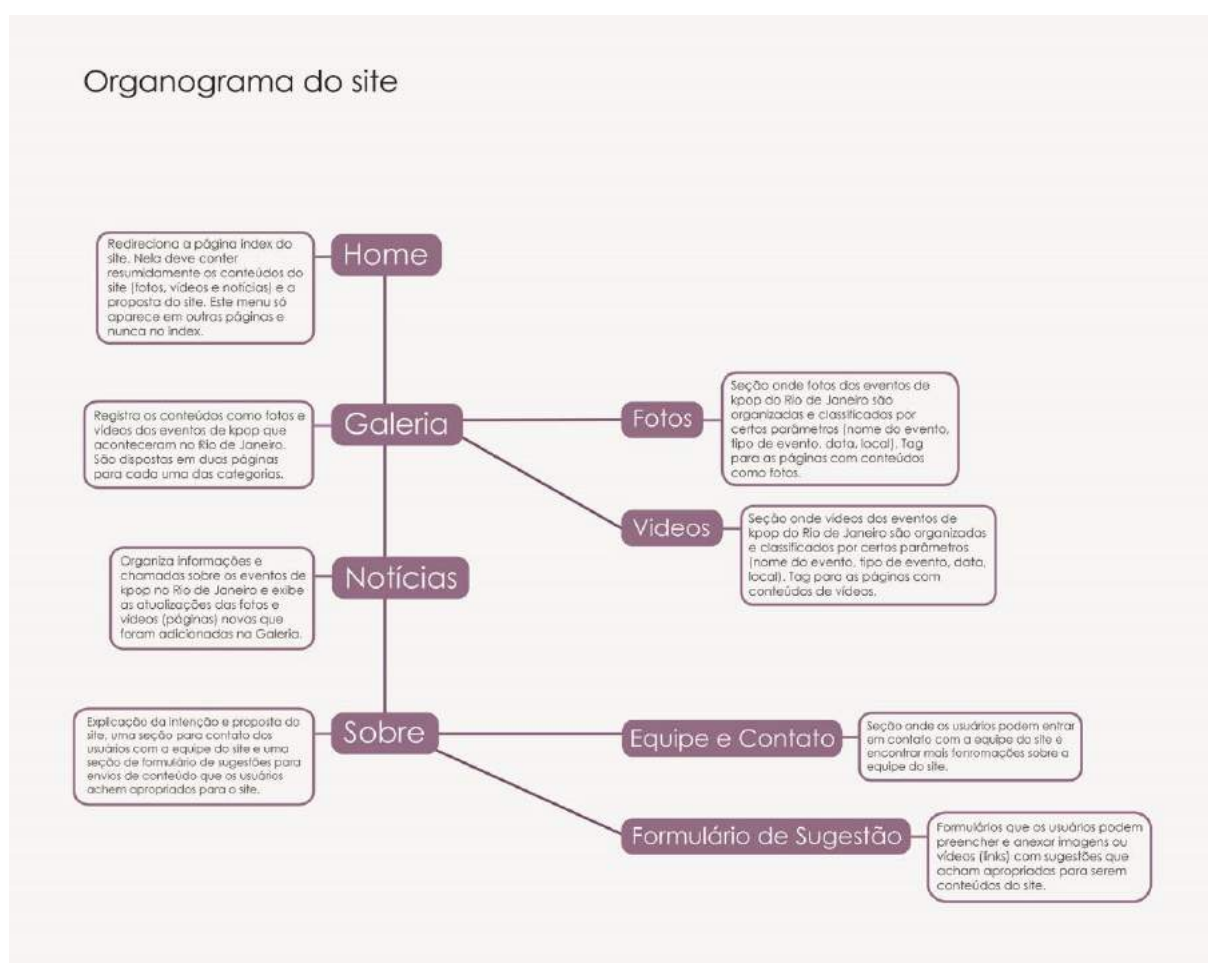 Organograma do site
Redireciona a página index do
site. Nela deve conter
resumidamente os conteúdos do
site (fotos, vídeos e notícias) e a
proposta do site. Este menu só
aparece em outras páginas e
nunca no index.
Home
Registra os conteúdos como fotos e
vídeos dos eventos de kpop que
aconteceram no Rio de Janeiro.
São dispostas em duas páginas
para cada uma das categorias.
Galeria
Fotos
Seção onde fotos dos eventos de
kpop do Rio de Janeiro são
organizadas e classificadas por
certos parâmetros (nome do evento,
tipo de evento, data, local). Tag
para as páginas com conteúdos
como fotos.
Vídeos
Seção onde vídeos dos eventos de
kpop do Rio de Janeiro são organizados
e classificados por certos parâmetros
(nome do evento, tipo de evento, data,
local). Tag para as páginas com
conteúdos de vídeos.
Organiza informações e
chamadas sobre os eventos de
kpop no Rio de Janeiro e exibe
as atualizações das fotos e
vídeos (páginas) novas que
foram adicionadas na Galeria.
Notícias
Explicação da intenção e proposta do
site, uma seção para contato dos
usuários com a equipe do site e uma
seção de formulário de sugestões para
envios de conteúdo que os usuários
achem apropriados para o site.
Sobre
Equipe e Contato
Seção onde os usuários podem entrar
em contato com a equipe do site e
encontrar mais fonromações sobre a
equipe do site.
Formulário de Sugestão
Formulários que os usuários podem
preencher e anexar imagens ou
vídeos (links) com sugestões que
acham apropriadas para serem
conteúdos do site.